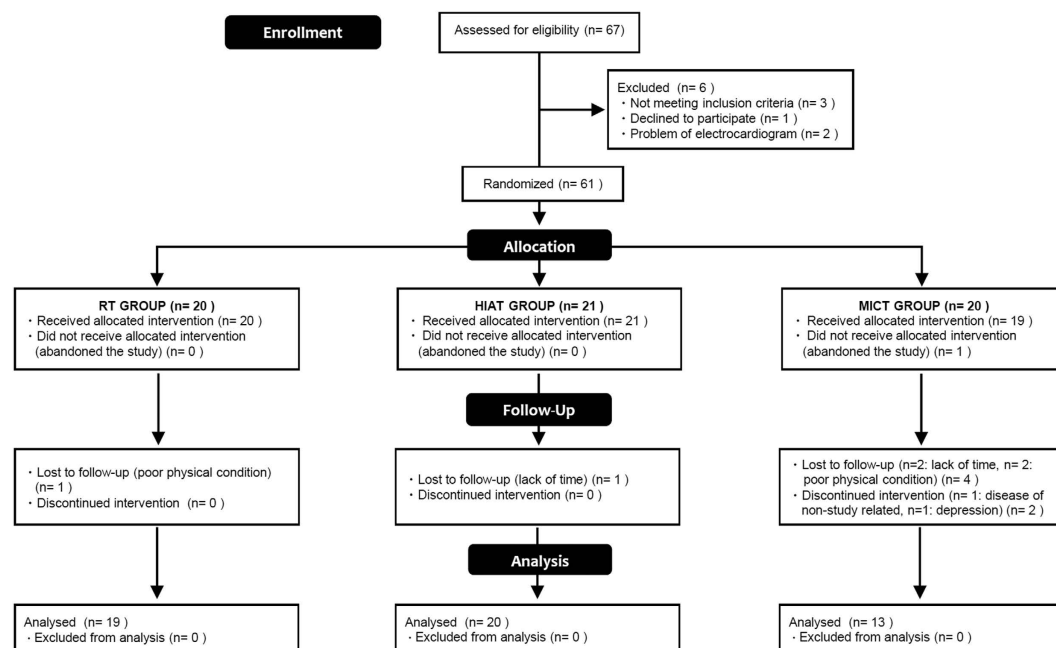 Enrollment
Assessed for eligibility (n= 67)
Excluded (n= 6 )
・Not meeting inclusion criteria (n= 3 )
・Declined to participate (n= 1 )
・Problem of electrocardiogram (n= 2 )
Randomized (n= 61 )
Allocation
RT GROUP (n= 20 )
・Received allocated intervention (n= 20 )
・Did not receive allocated intervention
(abandoned the study) (n= 0 )
HIAT GROUP (n= 21 )
・Received allocated intervention (n= 21 )
・Did not receive allocated intervention
(abandoned the study) (n= 0 )
MICT GROUP (n= 20 )
・Received allocated intervention (n= 19 )
・Did not receive allocated intervention
(abandoned the study) (n= 1 )
Follow-Up
・Lost to follow-up (poor physical condition)
(n= 1 )
・Discontinued intervention (n= 0 )
・Lost to follow-up (lack of time) (n= 1 )
・Discontinued intervention (n= 0 )
・Lost to follow-up (n=2: lack of time, n= 2:
poor physical condition) (n= 4 )
・Discontinued intervention (n= 1: disease of
non-study related, n=1: depression) (n= 2 )
Analysis
Analysed (n= 19 )
・Excluded from analysis (n= 0 )
Analysed (n= 20 )
・Excluded from analysis (n= 0 )
Analysed (n= 13 )
・Excluded from analysis (n= 0 )